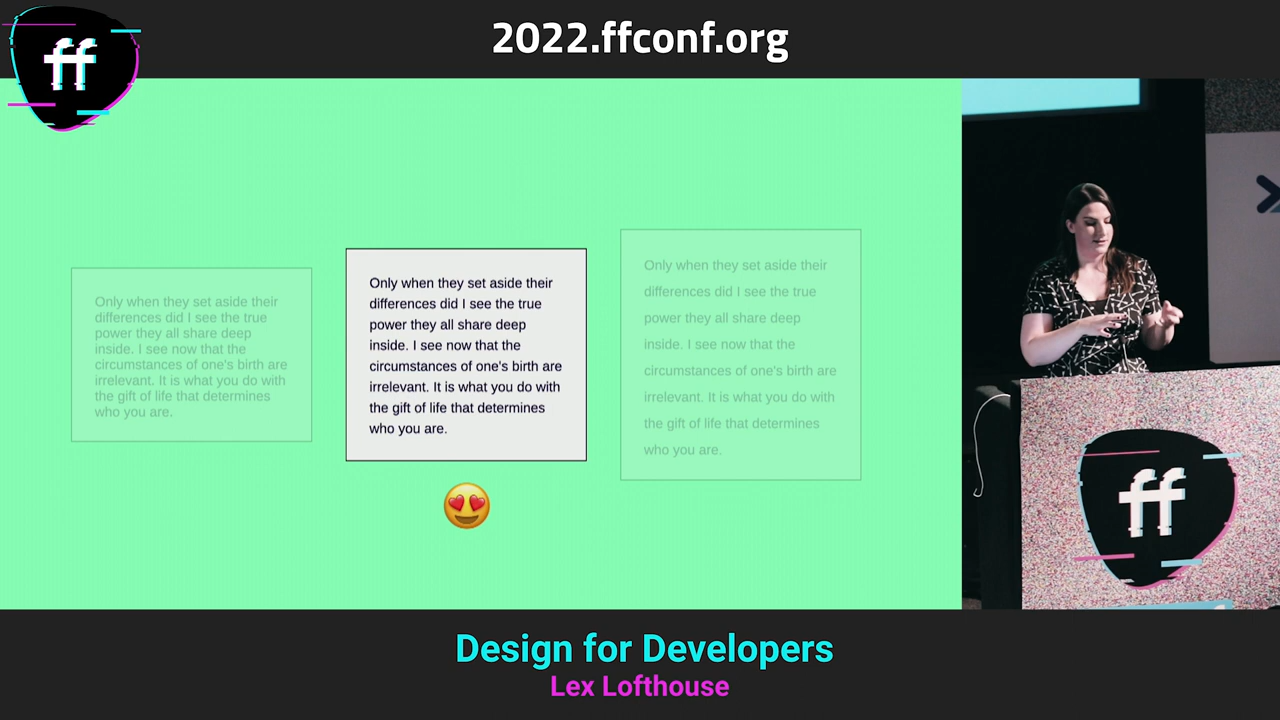 ff
2022.ffconf.org
Only when they set aside their
differences did I see the true
power they all share deep
inside. I see now that the
circumstances of one's birth are
irrelevant. It is what you do with
the gift of life that determines
who you are.
Only when they set aside their
differences did I see the true
power they all share deep
inside. I see now that the
circumstances of one's birth are
irrelevant. It is what you do with
the gift of life that determines
who you are.
Only when they set aside their
differences did I see the true
power they all share deep
inside. I see now that the
circumstances of one's birth are
irrelevant. It is what you do with
the gift of life that determines
who you are.
ff
Design for Developers
Lex Lofthouse